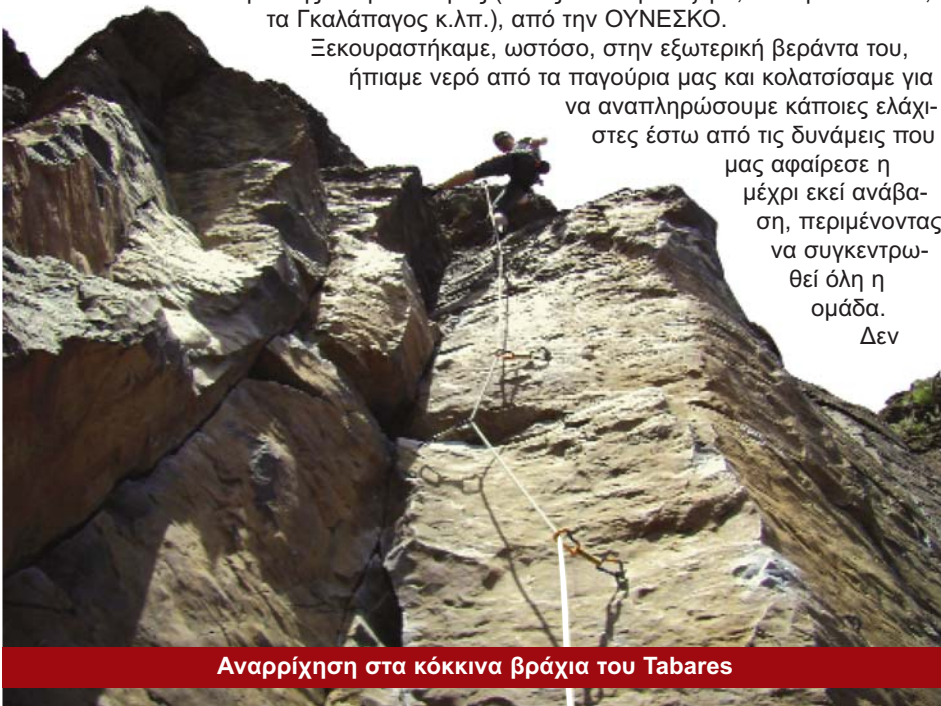 τα Γκαλάπαγος κ.λπ.), από την ΟΥΝΕΣΚΟ.
Ξεκουραστήκαμε, ωστόσο, στην εξωτερική βεράντα του,
ήπιαμε νερό από τα παγούρια μας και κολατσίσαμε για
να αναπληρώσουμε κάποιες ελάχι-
στες έστω από τις δυνάμεις που
μας αφαίρεσε η
μέχρι εκεί ανάβα-
ση, περιμένοντας
να συγκεντρω-
θεί όλη η
ομάδα.
Δεν
Αναρρίχηση στα κόκκινα βράχια του Tabares